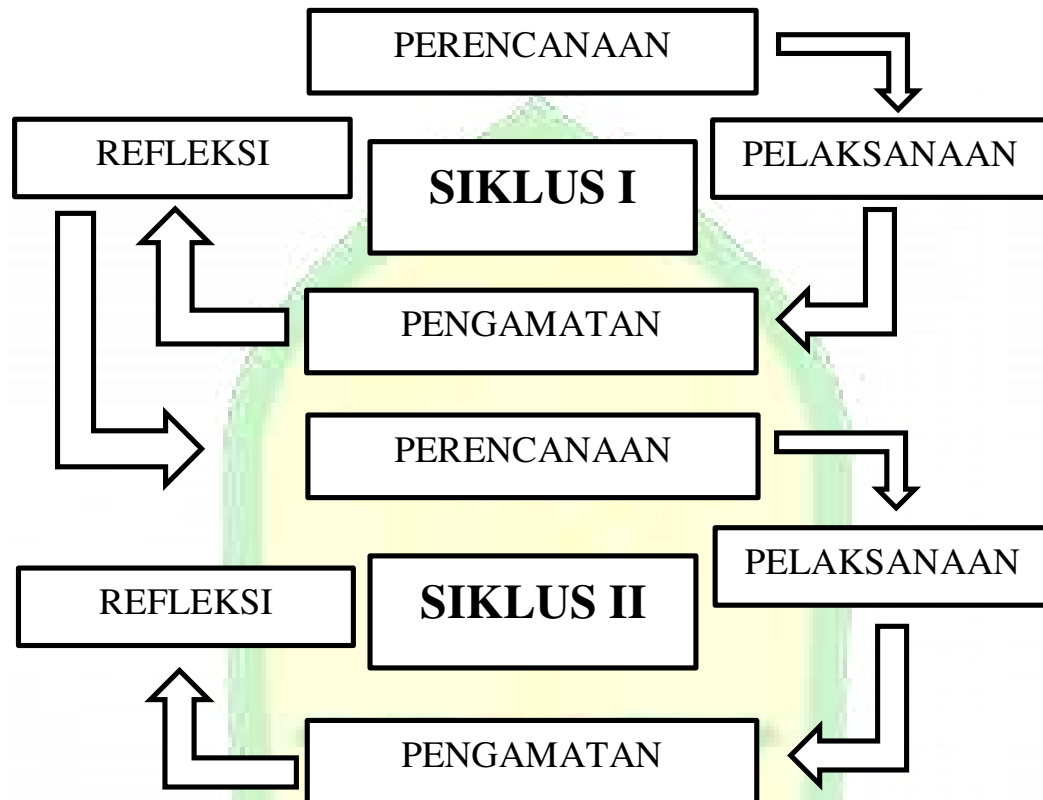 PERENCANAAN
REFLEKSI
SIKLUS I
PELAKSANAAN
PENGAMATAN
PERENCANAAN
PELAKSANAAN
REFLEKSI
SIKLUS II
PENGAMATAN